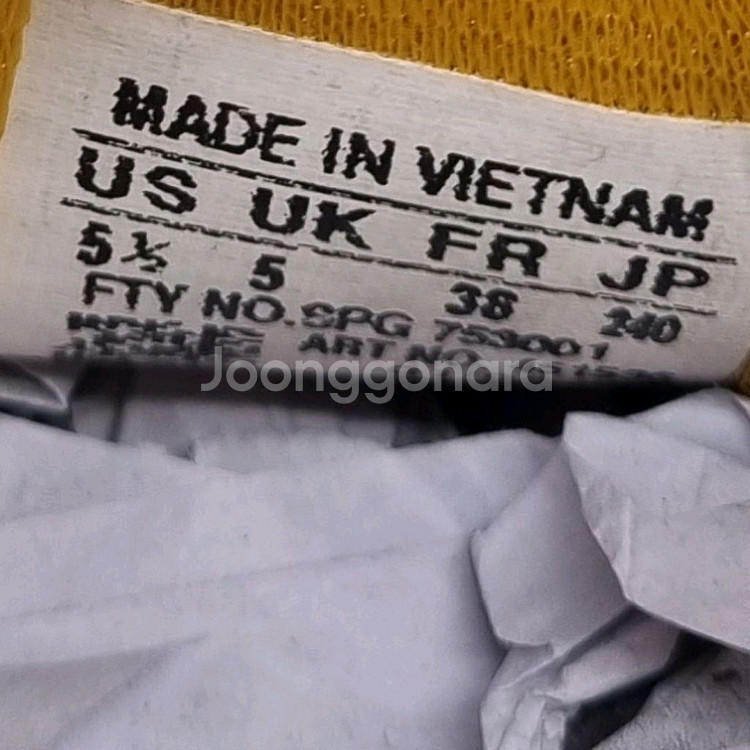 MADE IN VIETNAM
US UK FR JP
5½ 5 38 240
FTY NO. SPG 753001
ART NO.
Joonggonara